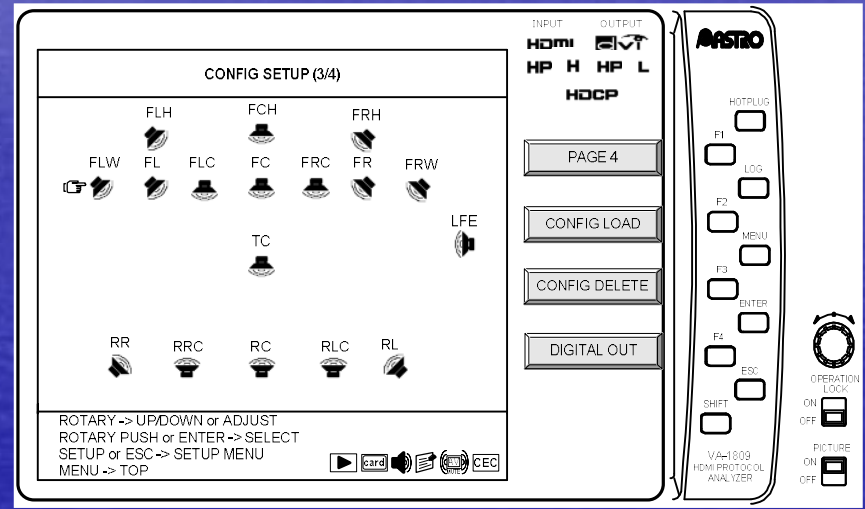 INPUT OUTPUT
HDMI DVI
HP H HP L
HDCP
ASTRO
CONFIG SETUP (3/4)
FLH FCH FRH
FLW FL FLC FC FRC FR FRW
LFE
TC
RR RRC RC RLC RL
ROTARY -> UP/DOWN or ADJUST
ROTARY PUSH or ENTER -> SELECT
SETUP or ESC -> SETUP MENU
MENU -> TOP
card
AV
MUTE
CEC
PAGE 4
CONFIG LOAD
CONFIG DELETE
DIGITAL OUT
HOTPLUG
F1
LOG
F2
MENU
F3
ENTER
F4
ESC
SHIFT
VA-1809
HDMI PROTOCOL
ANALYZER
OPERATION
LOCK
ON
OFF
PICTURE
ON
OFF